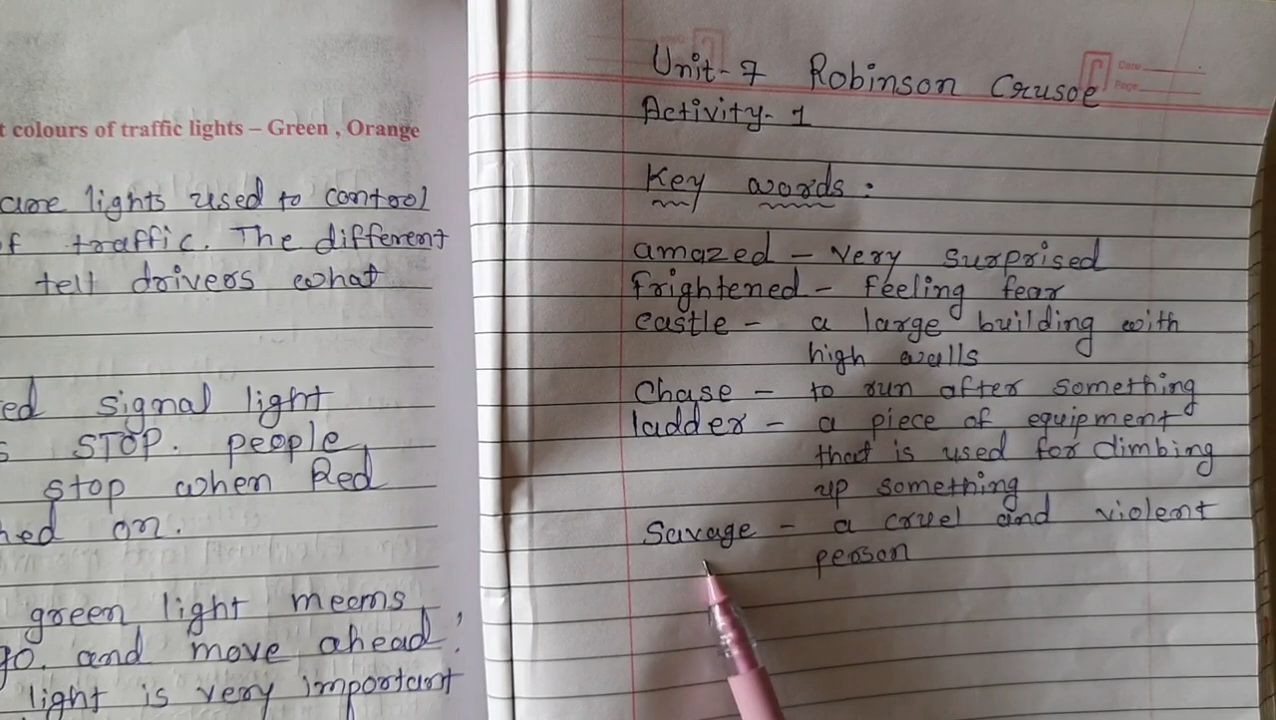 t colours of traffic lights – Green , Orange
are lights used to control
f traffic. The different
tell drivers what
ed signal light
s STOP. people
stop when Red
hed on.
green light means
go. and move ahead.
light is very important
Date
Page
Unit-7 Robinson Crusoe
Activity-1
Key words :
amazed – very surprised
frightened – feeling fear
castle – a large building with
high walls
Chase – to run after something
ladder – a piece of equipment
that is used for climbing
up something
Savage – a cruel and violent
person